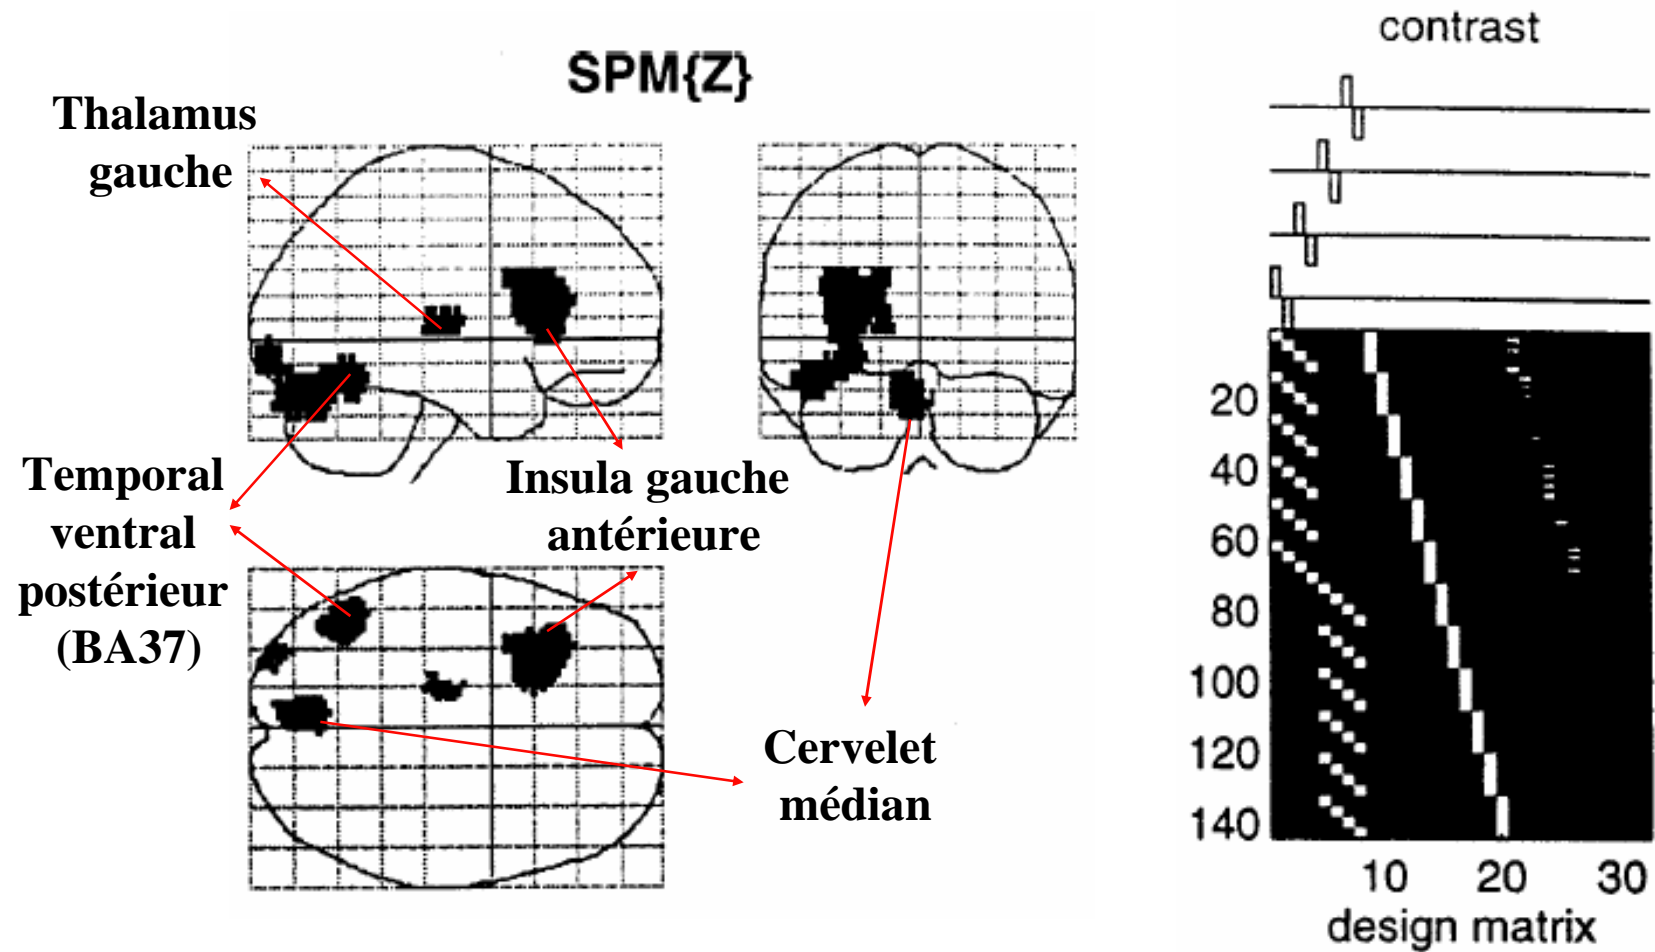 SPM{Z}
Thalamus
gauche
Temporal
ventral
postérieur
(BA37)
Insula gauche
antérieure
Cervelet
médian
contrast
20
40
60
80
100
120
140
10 20 30
design matrix